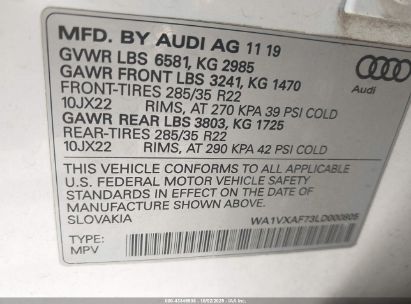 MFD. BY AUDI AG 11 19
GVWR LBS 6581, KG 2985
GAWR FRONT LBS 3241, KG 1470
FRONT-TIRES 285/35 R22
10JX22 RIMS, AT 270 KPA 39 PSI COLD
GAWR REAR LBS 3803, KG 1725
REAR-TIRES 285/35 R22
10JX22 RIMS, AT 290 KPA 42 PSI COLD
Audi
THIS VEHICLE CONFORMS TO ALL APPLICABLE
U.S. FEDERAL MOTOR VEHICLE SAFETY
STANDARDS IN EFFECT ON THE DATE OF
MANUFACTURE SHOWN ABOVE.
SLOVAKIA
WA1VXAF73LD000805
TYPE:
MPV